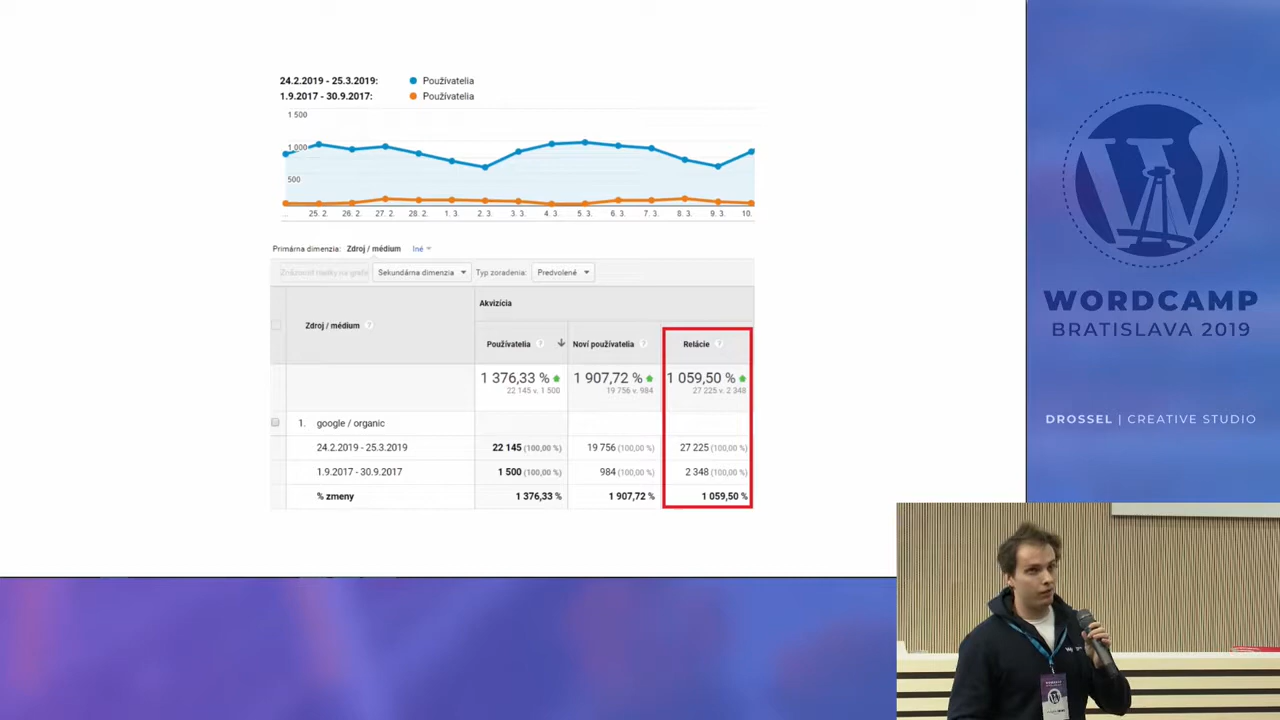 24.2.2019 - 25.3.2019: Používatelia
1.9.2017 - 30.9.2017: Používatelia
1 500
1 000
500
... 25. 2. 26. 2. 27. 2. 28. 2. 1. 3. 2. 3. 3. 3. 4. 3. 5. 3. 6. 3. 7. 3. 8. 3. 9. 3. 10.
Primárna dimenzia: Zdroj / médium Iné
Znázorniť riadky na grafe Sekundárna dimenzia Typ zoradenia: Predvolené
Akvizícia
Zdroj / médium ?
Používatelia ? Noví používatelia ? Relácie ?
1 376,33 % 1 907,72 % 1 059,50 %
22 145 v. 1 500 19 756 v. 984 27 225 v. 2 348
1. google / organic
24.2.2019 - 25.3.2019 22 145 (100,00 %) 19 756 (100,00 %) 27 225 (100,00 %)
1.9.2017 - 30.9.2017 1 500 (100,00 %) 984 (100,00 %) 2 348 (100,00 %)
% zmeny 1 376,33 % 1 907,72 % 1 059,50 %
WORDCAMP
BRATISLAVA 2019
DROSSEL | CREATIVE STUDIO